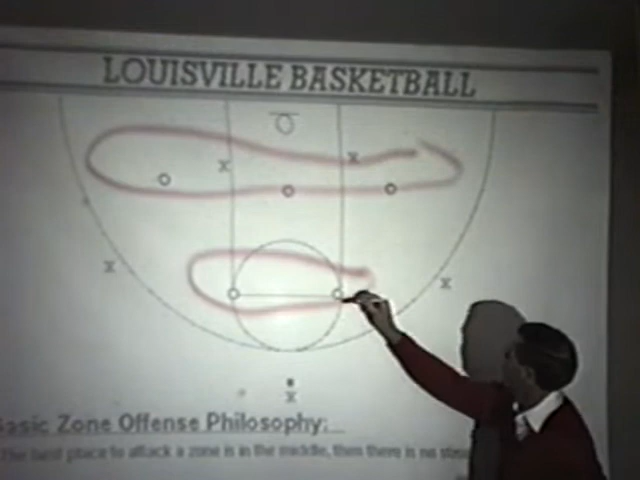 LOUISVILLE BASKETBALL
X X
X X
X
Basic Zone Offense Philosophy:
The best place to attack a zone is in the middle, then there is no